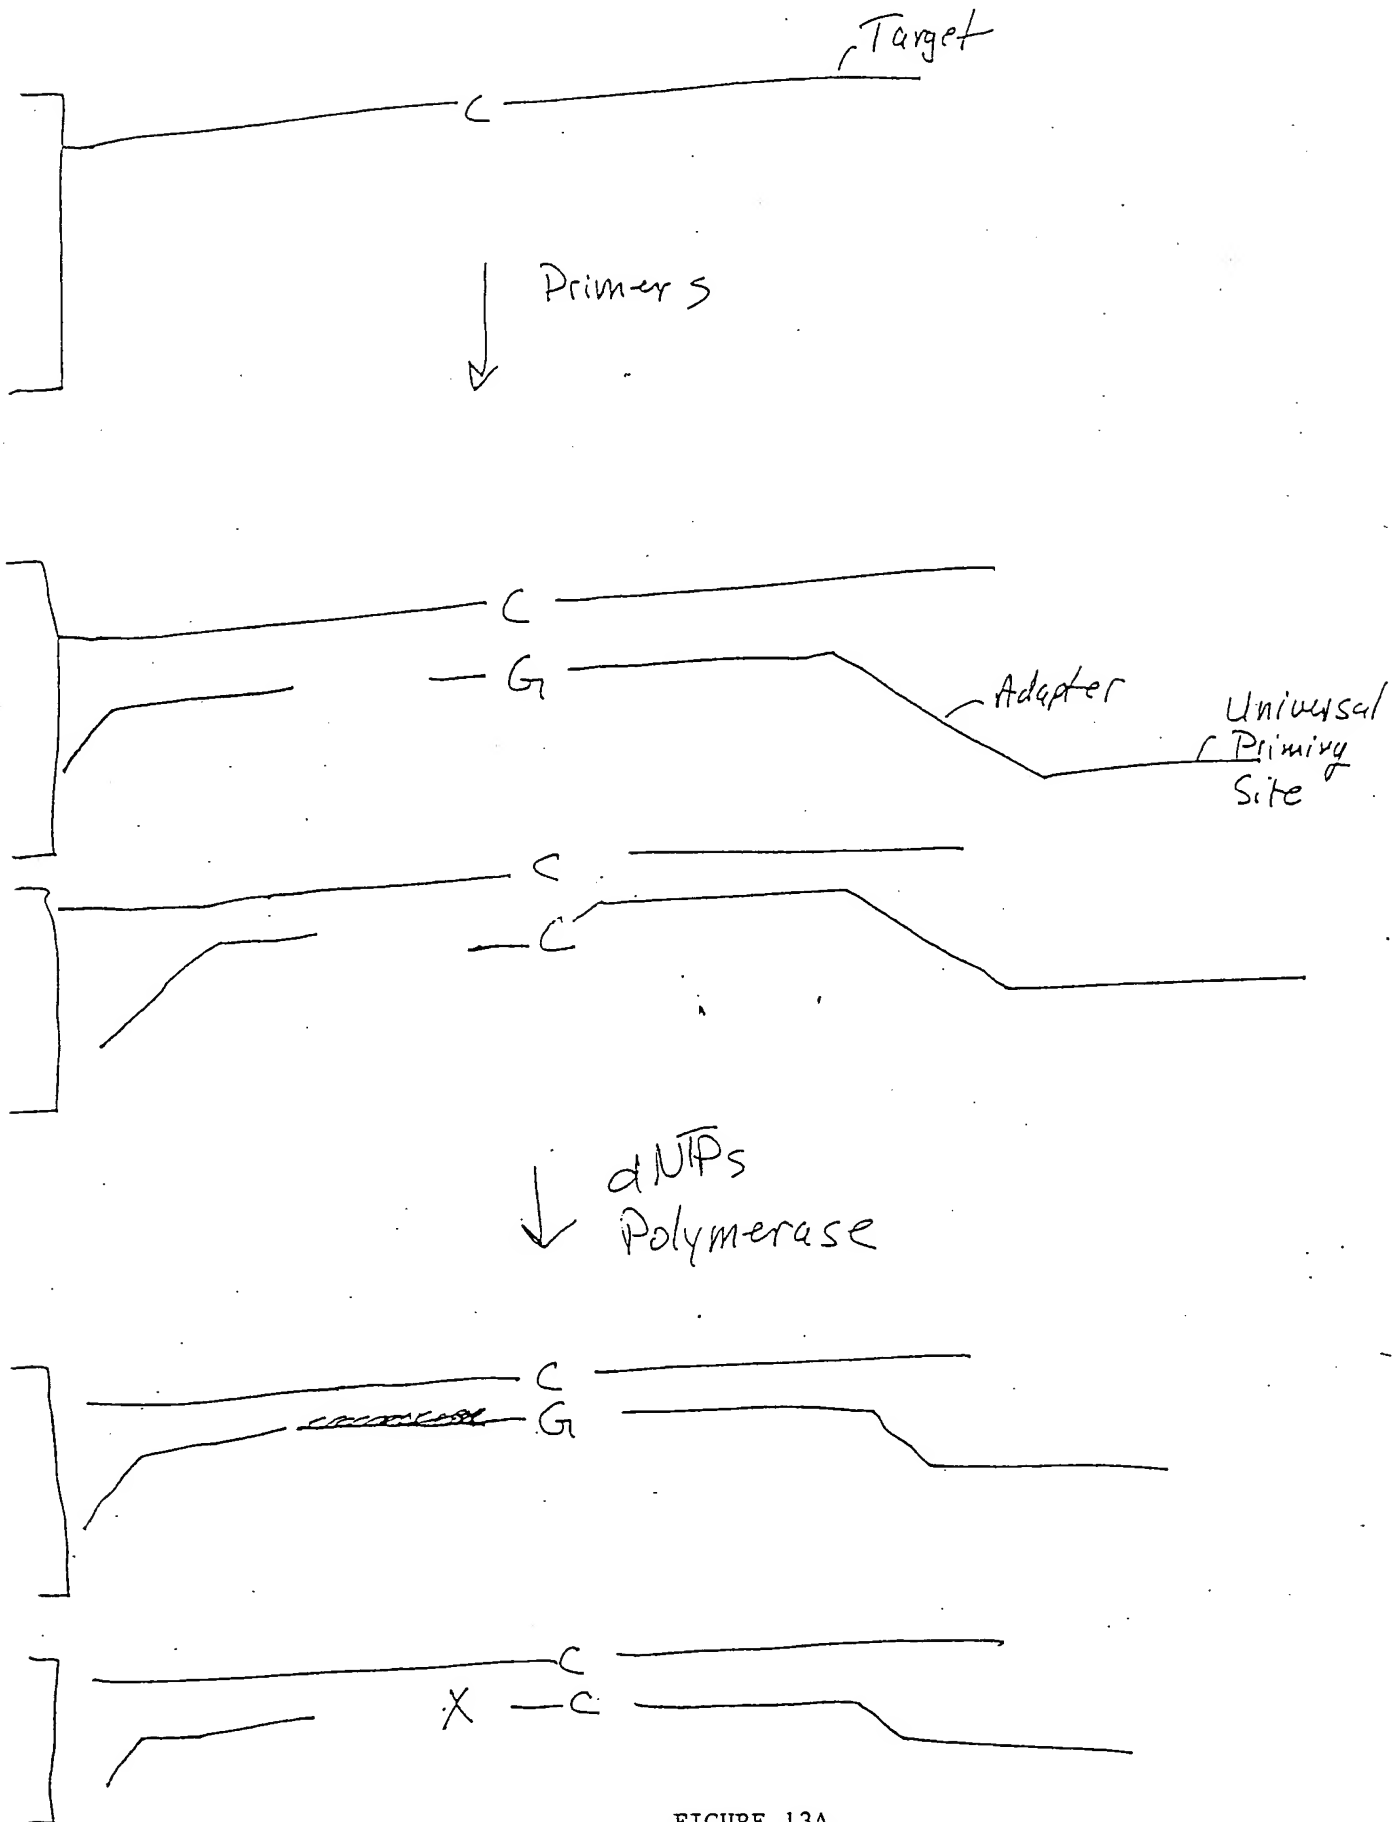 Target
C
Primers
C
G
Adapter
Universal
Priming
Site
C
C
dNTPs
Polymerase
C
G
C
X
C
FIGURE 13A